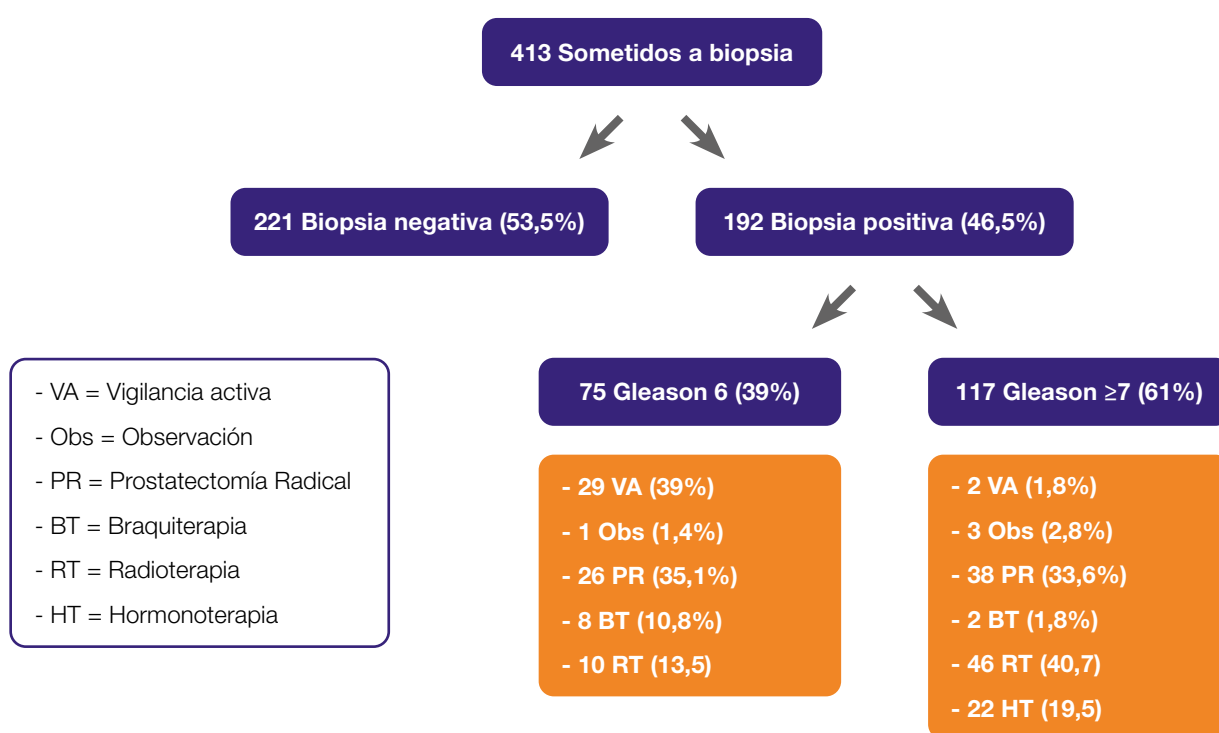 413 Sometidos a biopsia
221 Biopsia negativa (53,5%)
192 Biopsia positiva (46,5%)
- VA = Vigilancia activa
- Obs = Observación
- PR = Prostatectomía Radical
- BT = Braquiterapia
- RT = Radioterapia
- HT = Hormonoterapia
75 Gleason 6 (39%)
- 29 VA (39%)
- 1 Obs (1,4%)
- 26 PR (35,1%)
- 8 BT (10,8%)
- 10 RT (13,5)
117 Gleason ≥7 (61%)
- 2 VA (1,8%)
- 3 Obs (2,8%)
- 38 PR (33,6%)
- 2 BT (1,8%)
- 46 RT (40,7)
- 22 HT (19,5)